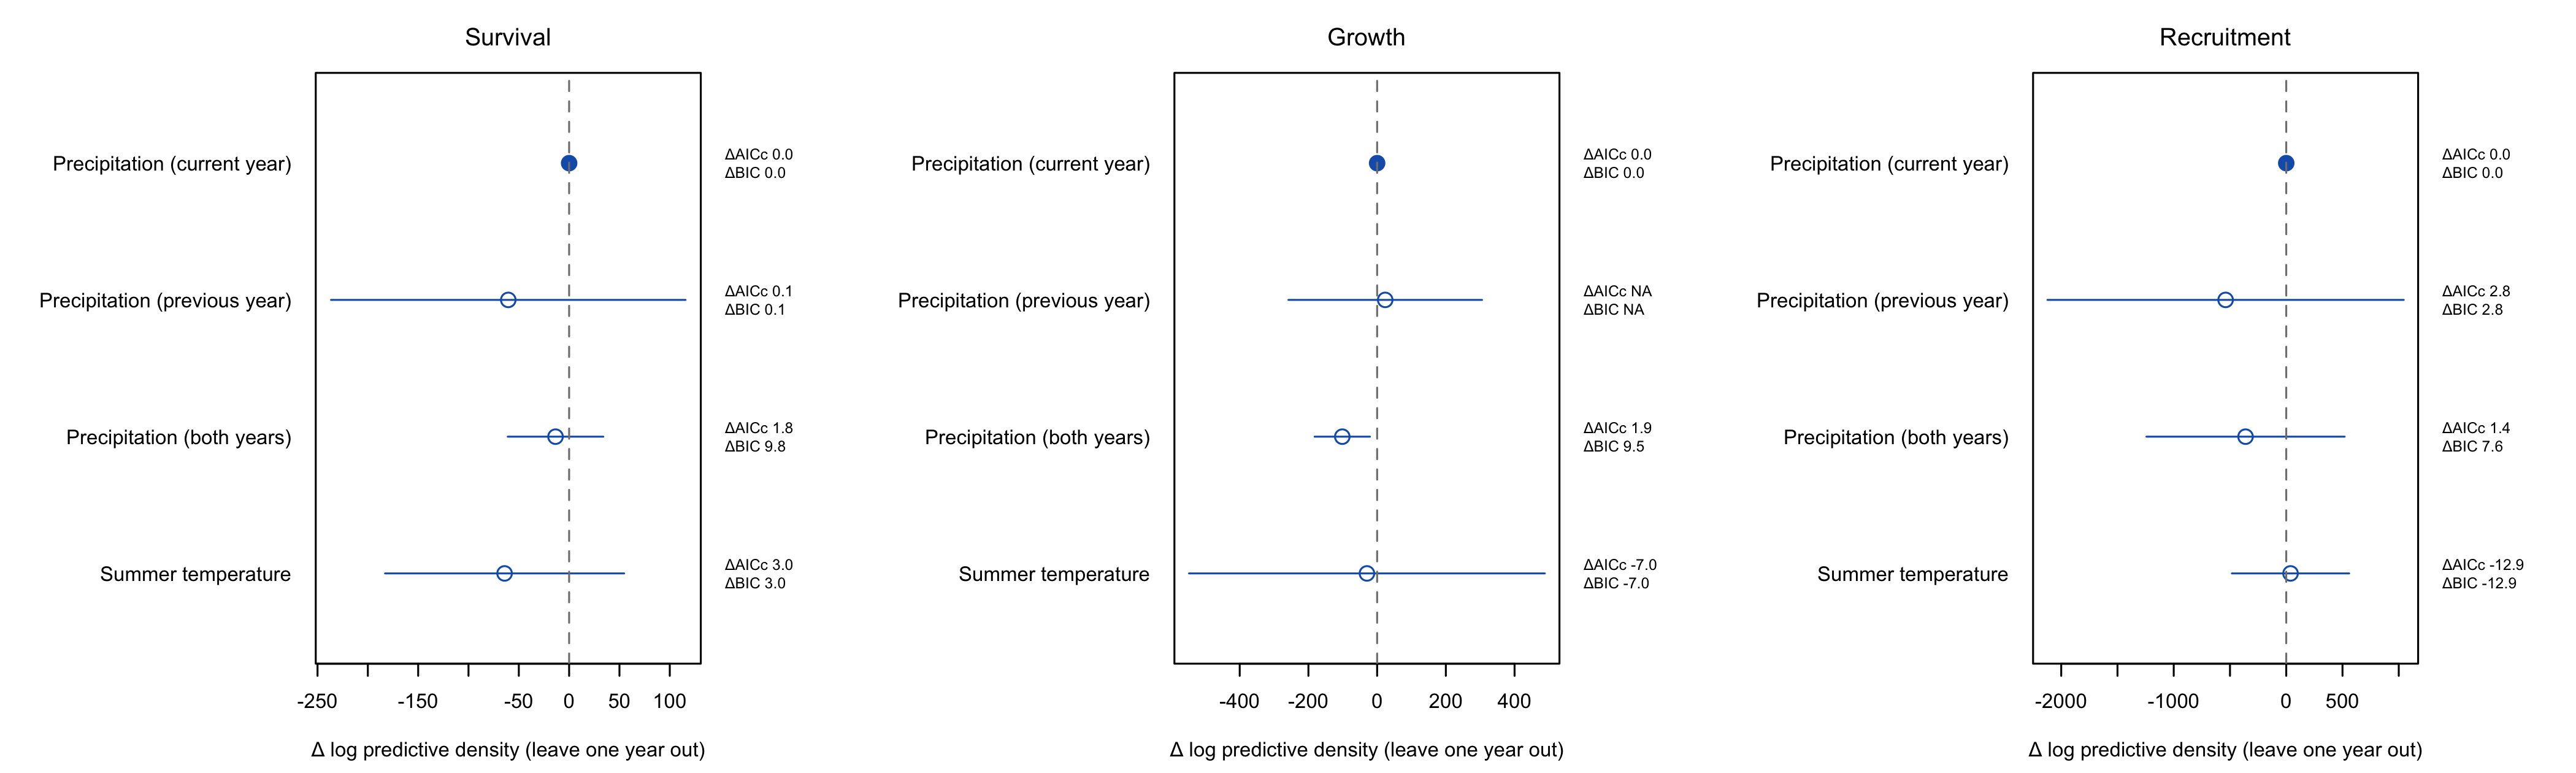 Survival
Precipitation (current year)
ΔAICc 0.0
ΔBIC 0.0
Precipitation (previous year)
ΔAICc 0.1
ΔBIC 0.1
Precipitation (both years)
ΔAICc 1.8
ΔBIC 9.8
Summer temperature
ΔAICc 3.0
ΔBIC 3.0
-250 -150 -50 0 50 100
Δ log predictive density (leave one year out)
Growth
Precipitation (current year)
ΔAICc 0.0
ΔBIC 0.0
Precipitation (previous year)
ΔAICc NA
ΔBIC NA
Precipitation (both years)
ΔAICc 1.9
ΔBIC 9.5
Summer temperature
ΔAICc -7.0
ΔBIC -7.0
-400 -200 0 200 400
Δ log predictive density (leave one year out)
Recruitment
Precipitation (current year)
ΔAICc 0.0
ΔBIC 0.0
Precipitation (previous year)
ΔAICc 2.8
ΔBIC 2.8
Precipitation (both years)
ΔAICc 1.4
ΔBIC 7.6
Summer temperature
ΔAICc -12.9
ΔBIC -12.9
-2000 -1000 0 500
Δ log predictive density (leave one year out)